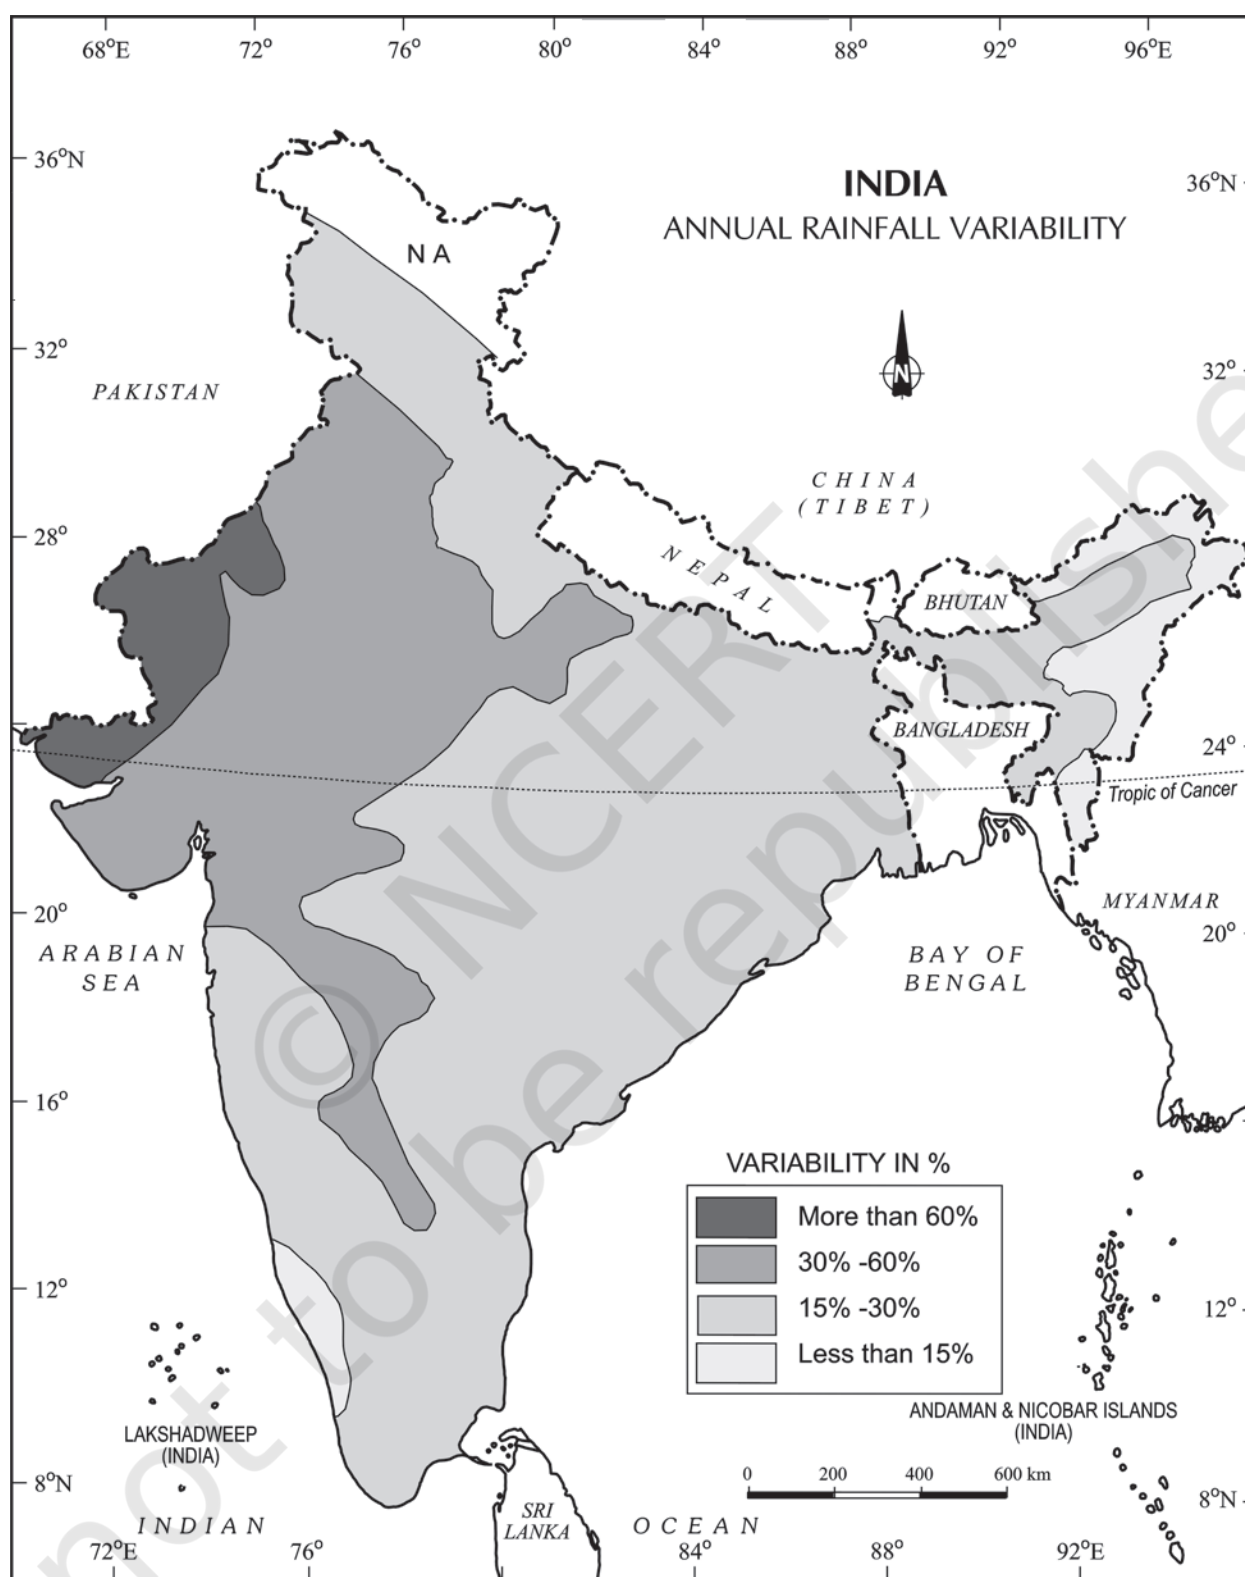 68°E 72° 76° 80° 84° 88° 92° 96°E
36°N
36°N
INDIA
ANNUAL RAINFALL VARIABILITY
N A
N
32°
32°
PAKISTAN
CHINA
(TIBET)
28°
NEPAL
BHUTAN
BANGLADESH
24°
Tropic of Cancer
20°
20°
MYANMAR
ARABIAN
SEA
BAY OF
BENGAL
16°
VARIABILITY IN %
More than 60%
30% -60%
15% -30%
Less than 15%
12°
12°
LAKSHADWEEP
(INDIA)
ANDAMAN & NICOBAR ISLANDS
(INDIA)
0 200 400 600 km
8°N
8°N
SRI
LANKA
INDIAN OCEAN
72°E 76° 84° 88° 92°E
© NCERT
not to be republishe